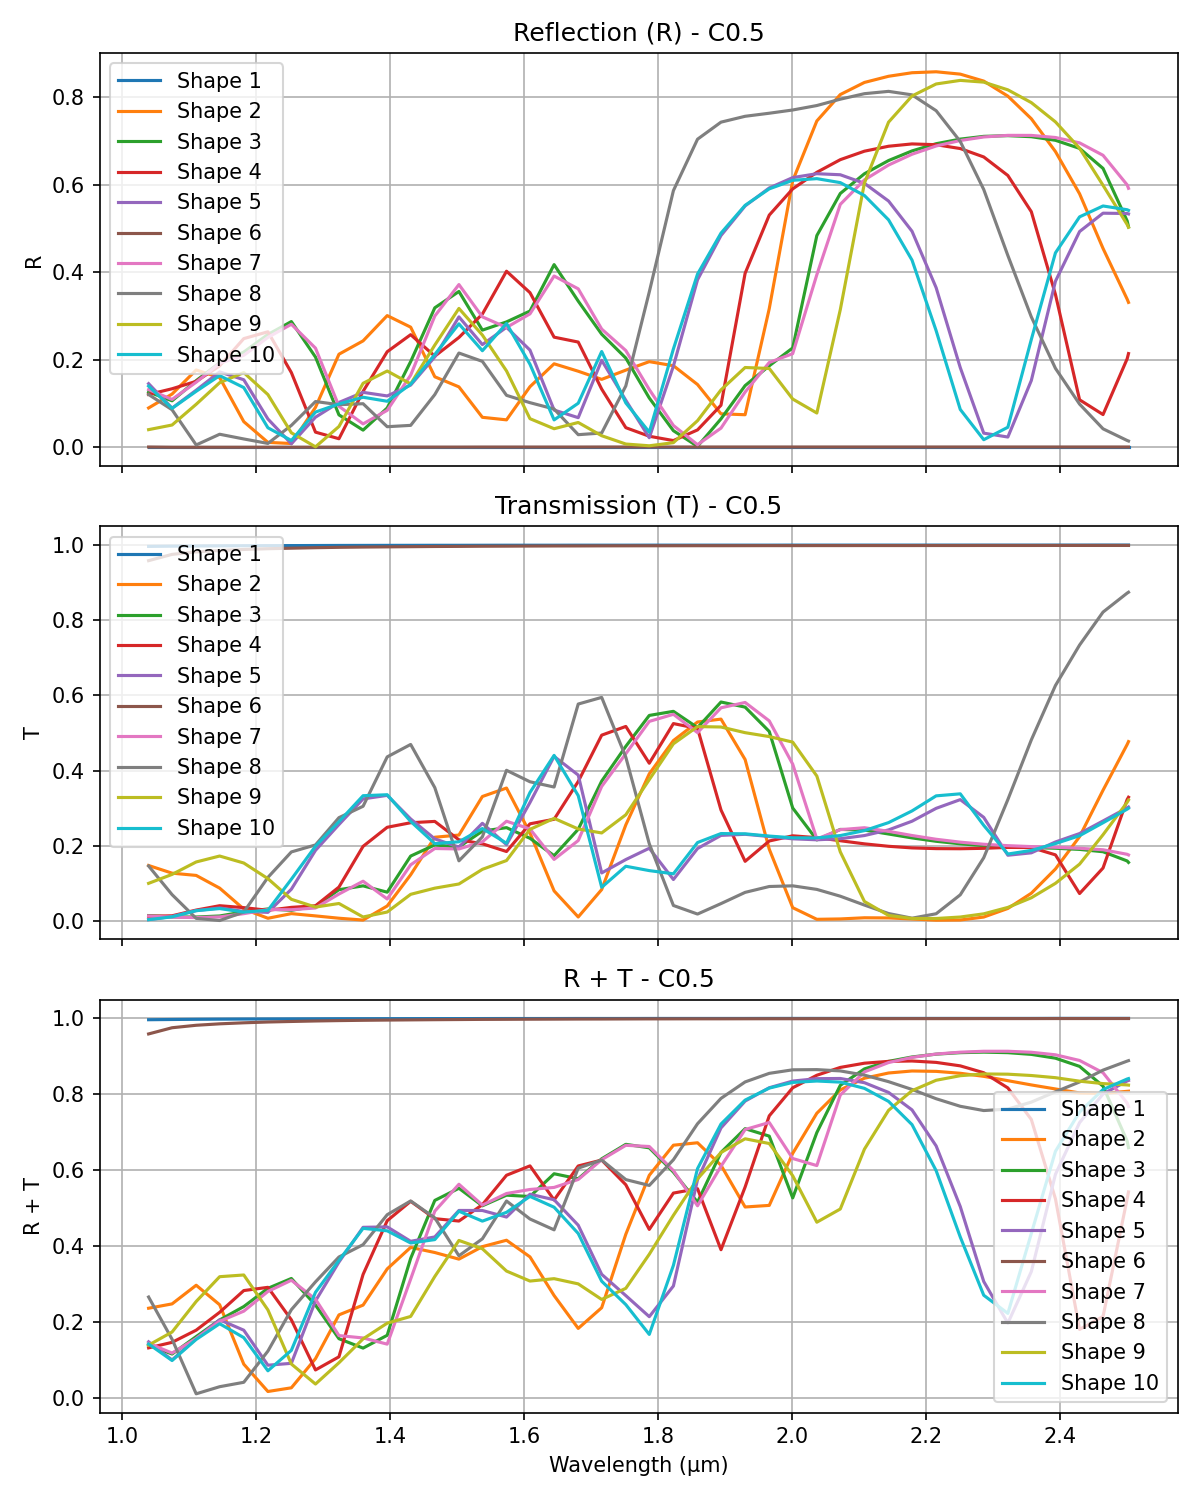 Reflection (R) - C0.5
R
0.8
0.6
0.4
0.2
0.0
Shape 1
Shape 2
Shape 3
Shape 4
Shape 5
Shape 6
Shape 7
Shape 8
Shape 9
Shape 10
Transmission (T) - C0.5
T
1.0
0.8
0.6
0.4
0.2
0.0
Shape 1
Shape 2
Shape 3
Shape 4
Shape 5
Shape 6
Shape 7
Shape 8
Shape 9
Shape 10
R + T - C0.5
R + T
1.0
0.8
0.6
0.4
0.2
0.0
Shape 1
Shape 2
Shape 3
Shape 4
Shape 5
Shape 6
Shape 7
Shape 8
Shape 9
Shape 10
1.0 1.2 1.4 1.6 1.8 2.0 2.2 2.4
Wavelength (μm)